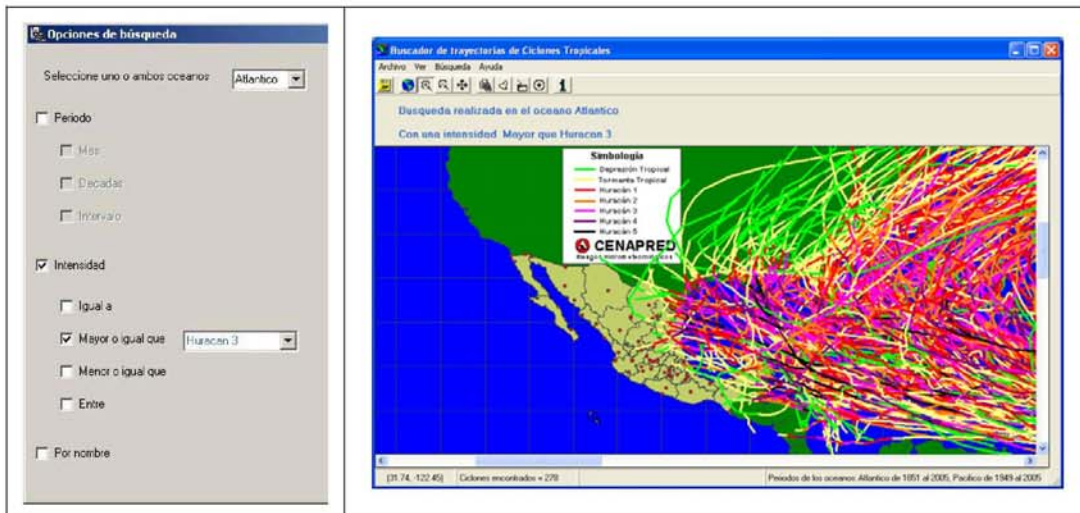 Opciones de búsqueda
Seleccione uno o ambos oceanos
Atlantico
Periodo
Mes
Decadas
Intervalo
Intensidad
Igual a
Mayor o igual que
Huracan 3
Menor o igual que
Entre
Por nombre
Buscador de trayectorias de Ciclones Tropicales
Archivo Ver Búsqueda Ayuda
Busqueda realizada en el oceano Atlantico
Con una intensidad Mayor que Huracan 3
Simbología
Depresión Tropical
Tormenta Tropical
Huracán 1
Huracán 2
Huracán 3
Huracán 4
Huracán 5
CENAPRED
(31.74, -122.45) Ciclones encontrados = 278 Periodos de los oceanos: Atlantico de 1851 al 2005, Pacifico de 1949 al 2005